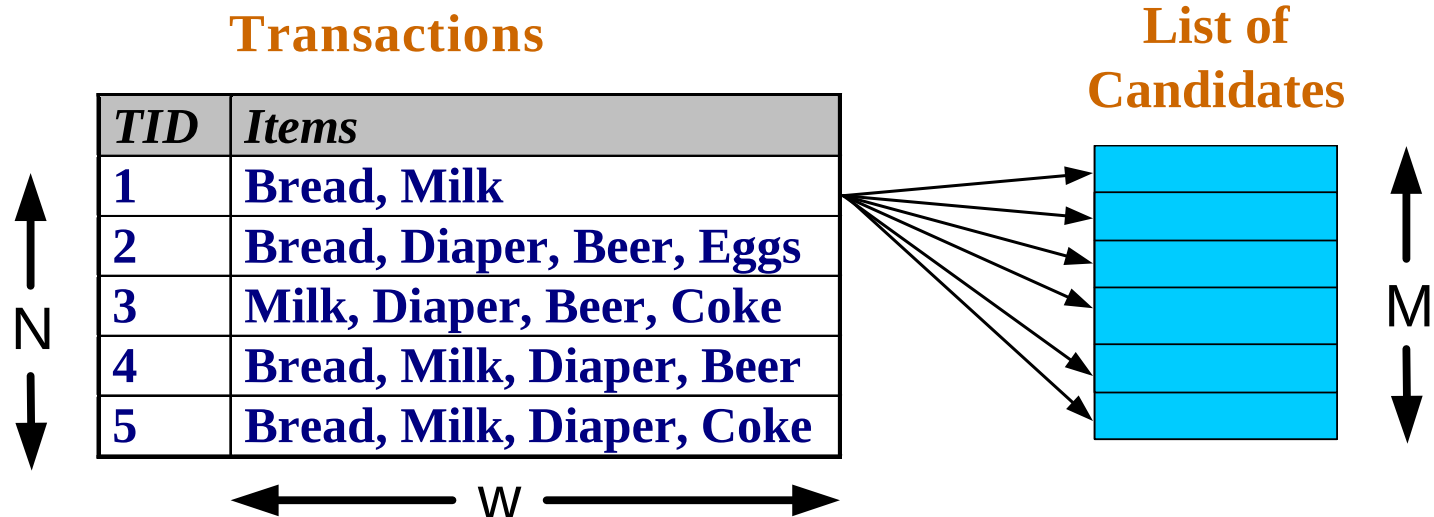 Transactions
List of
Candidates
TID Items
1 Bread, Milk
2 Bread, Diaper, Beer, Eggs
3 Milk, Diaper, Beer, Coke
4 Bread, Milk, Diaper, Beer
5 Bread, Milk, Diaper, Coke
N
M
w